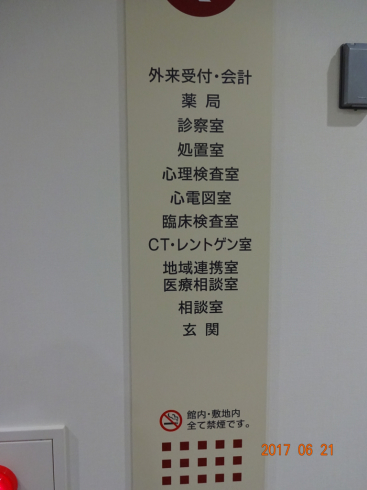 外来受付・会計
薬局
診察室
処置室
心理検査室
心電図室
臨床検査室
CT・レントゲン室
地域連携室
医療相談室
相談室
玄関
館内・敷地内
全て禁煙です。
2017 06 21